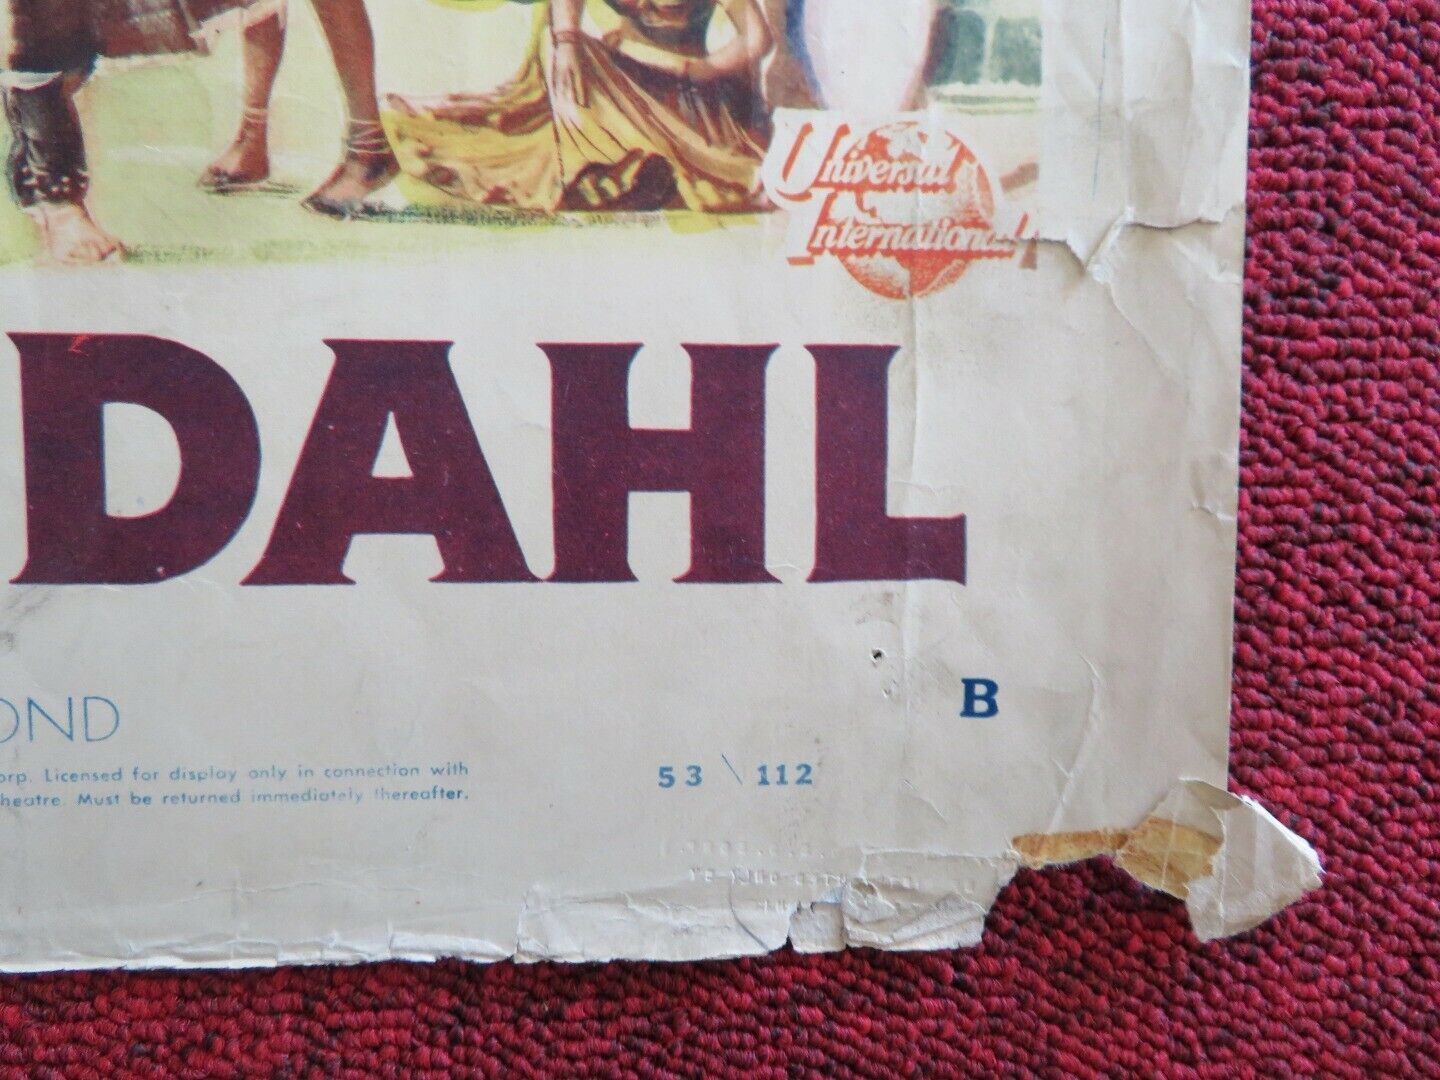 Universal
International
DAHL
B
OND
orp. Licensed for display only in connection with
heatre. Must be returned immediately thereafter.
53 \ 112